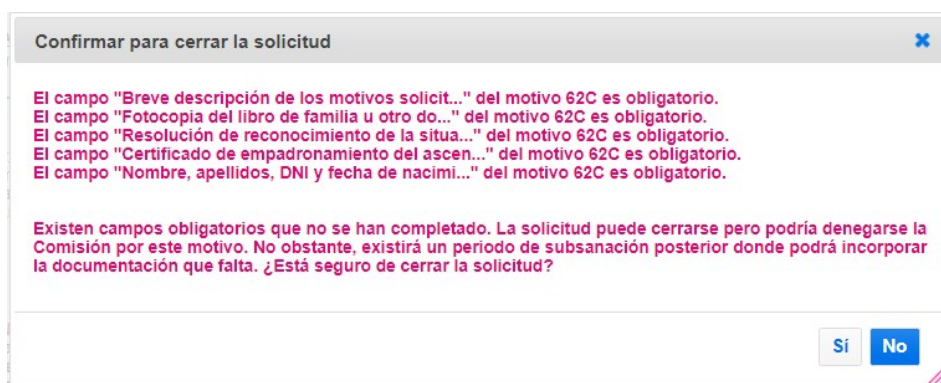 Confirmar para cerrar la solicitud
El campo "Breve descripción de los motivos solicit..." del motivo 62C es obligatorio.
El campo "Fotocopia del libro de familia u otro do..." del motivo 62C es obligatorio.
El campo "Resolución de reconocimiento de la situa..." del motivo 62C es obligatorio.
El campo "Certificado de empadronamiento del ascen..." del motivo 62C es obligatorio.
El campo "Nombre, apellidos, DNI y fecha de nacimi..." del motivo 62C es obligatorio.
Existen campos obligatorios que no se han completado. La solicitud puede cerrarse pero podría denegarse la
Comisión por este motivo. No obstante, existirá un periodo de subsanación posterior donde podrá incorporar
la documentación que falta. ¿Está seguro de cerrar la solicitud?
Sí No